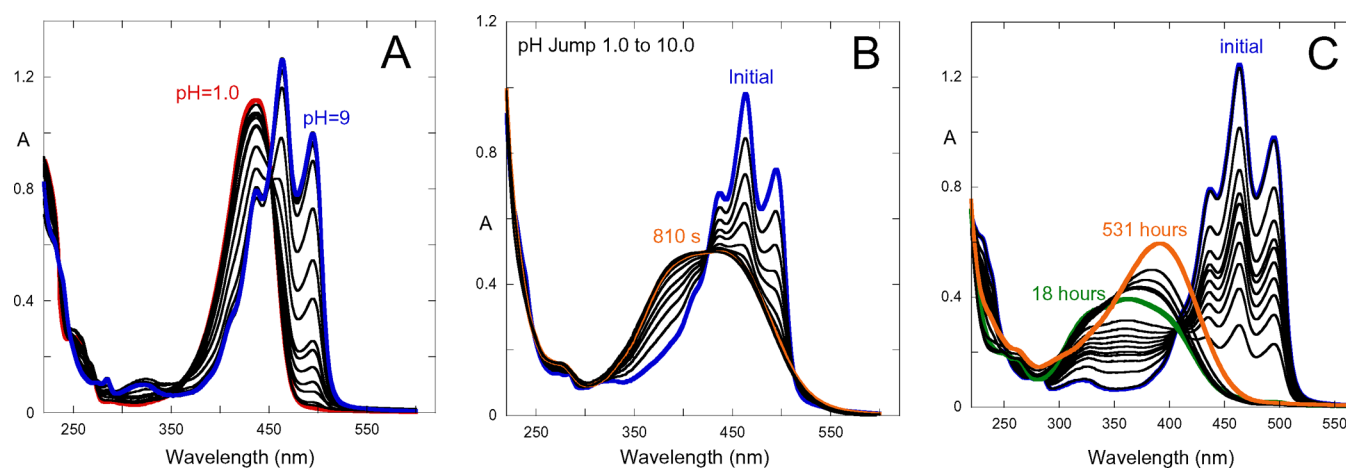 A
pH=1.0
pH=9
A
1.2
0.8
0.4
0
250
350
450
550
Wavelength (nm)
B
pH Jump 1.0 to 10.0
Initial
810 s
A
1.2
0.8
0.4
0
250
350
450
550
Wavelength (nm)
C
initial
531 hours
18 hours
A
1.2
0.8
0.4
0
250
300
350
400
450
500
550
Wavelength (nm)